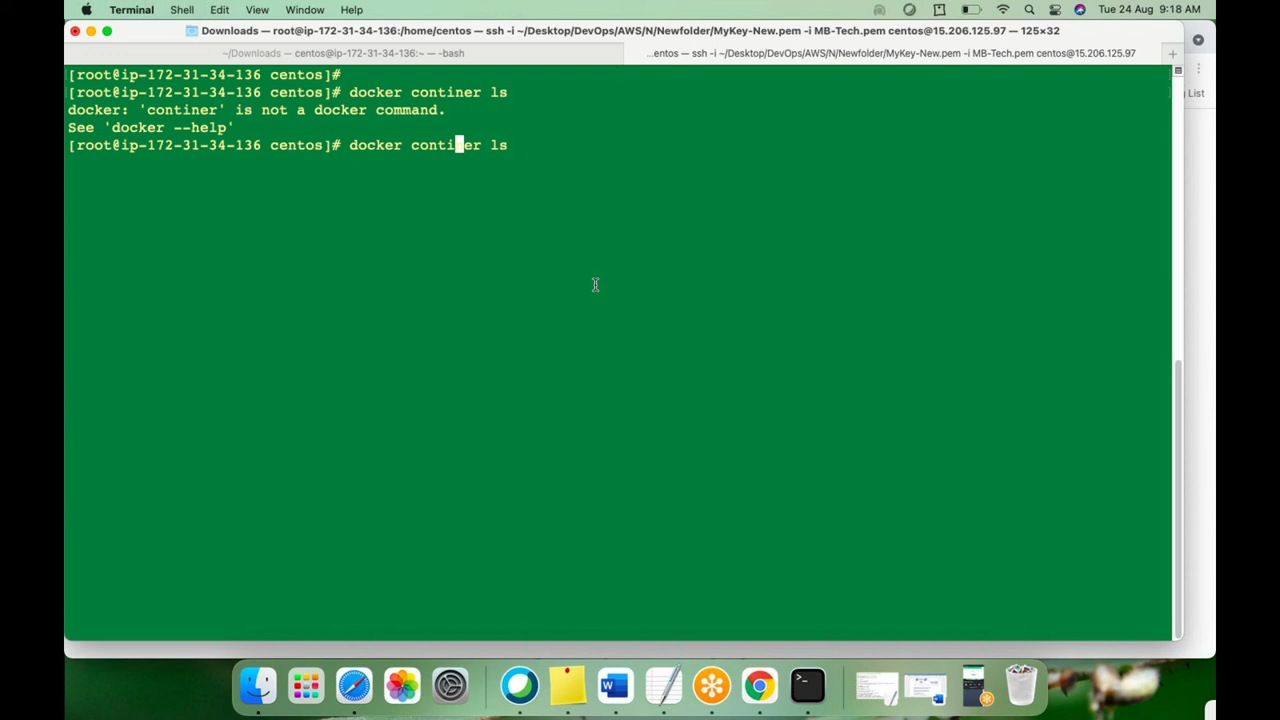 Terminal Shell Edit View Window Help Tue 24 Aug 9:18 AM
Downloads — root@ip-172-31-34-136:/home/centos — ssh -i ~/Desktop/DevOps/AWS/N/Newfolder/MyKey-New.pem -i MB-Tech.pem centos@15.206.125.97 — 125×32
~/Downloads — centos@ip-172-31-34-136:~ — -bash
...entos — ssh -i ~/Desktop/DevOps/AWS/N/Newfolder/MyKey-New.pem -i MB-Tech.pem centos@15.206.125.97
[root@ip-172-31-34-136 centos]#
[root@ip-172-31-34-136 centos]# docker continer ls
docker: 'continer' is not a docker command.
See 'docker --help'
[root@ip-172-31-34-136 centos]# docker continer ls
List